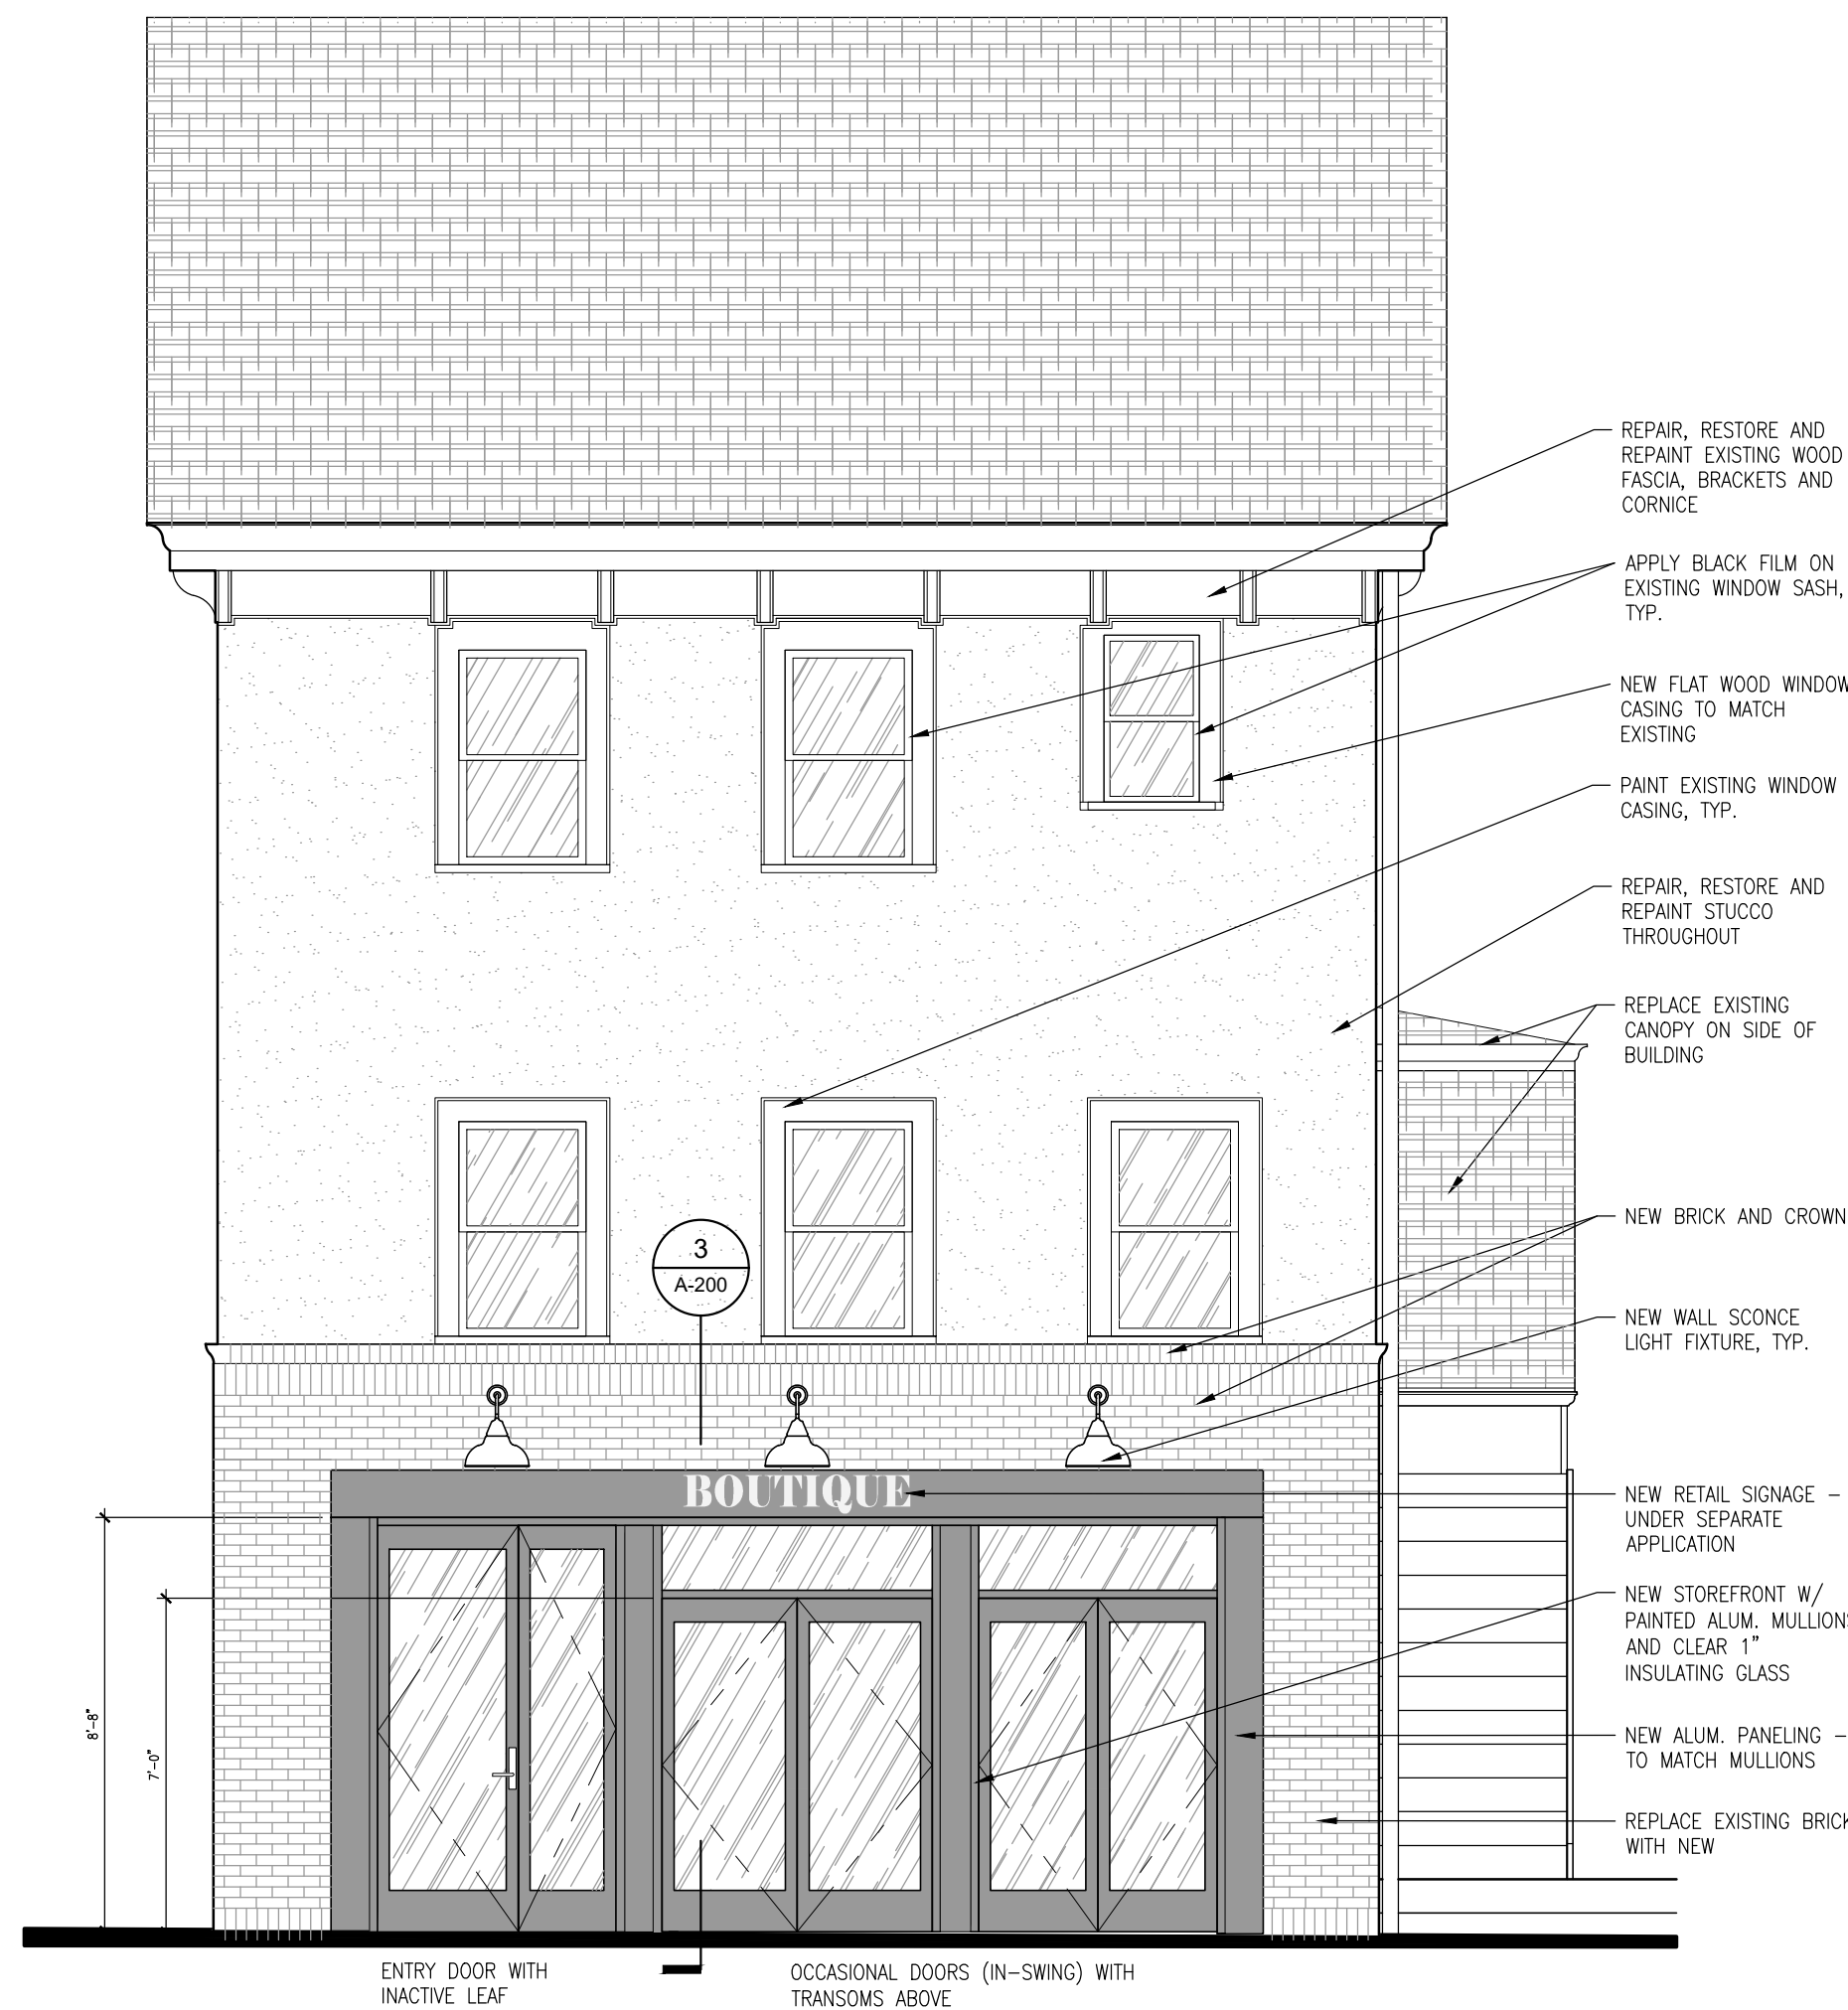 REPAIR, RESTORE AND
REPAINT EXISTING WOOD
FASCIA, BRACKETS AND
CORNICE
APPLY BLACK FILM ON
EXISTING WINDOW SASH,
TYP.
NEW FLAT WOOD WINDOW
CASING TO MATCH
EXISTING
PAINT EXISTING WINDOW
CASING, TYP.
REPAIR, RESTORE AND
REPAINT STUCCO
THROUGHOUT
REPLACE EXISTING
CANOPY ON SIDE OF
BUILDING
NEW BRICK AND CROWN
3
A-200
NEW WALL SCONCE
LIGHT FIXTURE, TYP.
BOUTIQUE
NEW RETAIL SIGNAGE –
UNDER SEPARATE
APPLICATION
NEW STOREFRONT W/
PAINTED ALUM. MULLIONS
AND CLEAR 1"
INSULATING GLASS
NEW ALUM. PANELING –
TO MATCH MULLIONS
REPLACE EXISTING BRICK
WITH NEW
8'-8"
7'-0"
ENTRY DOOR WITH
INACTIVE LEAF
OCCASIONAL DOORS (IN-SWING) WITH
TRANSOMS ABOVE